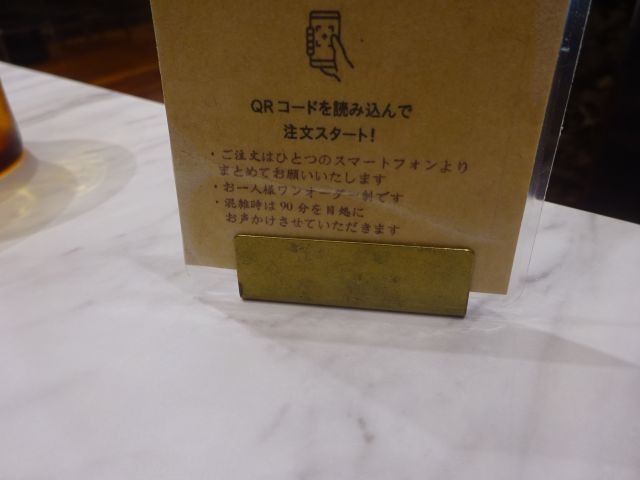 QRコードを読み込んで
注文スタート!
・ご注文はひとつのスマートフォンより
まとめてお願いいたします
・お一人様ワンオーダー制です
・混雑時は90分を目処に
お声かけさせていただきます